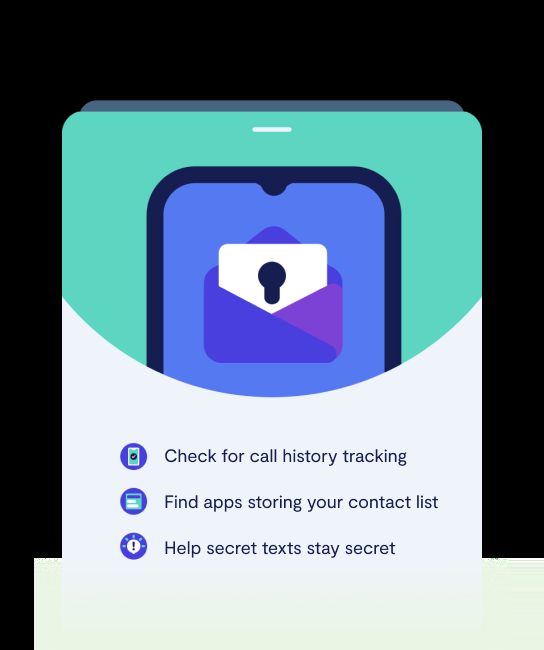 Check for call history tracking
Find apps storing your contact list
Help secret texts stay secret